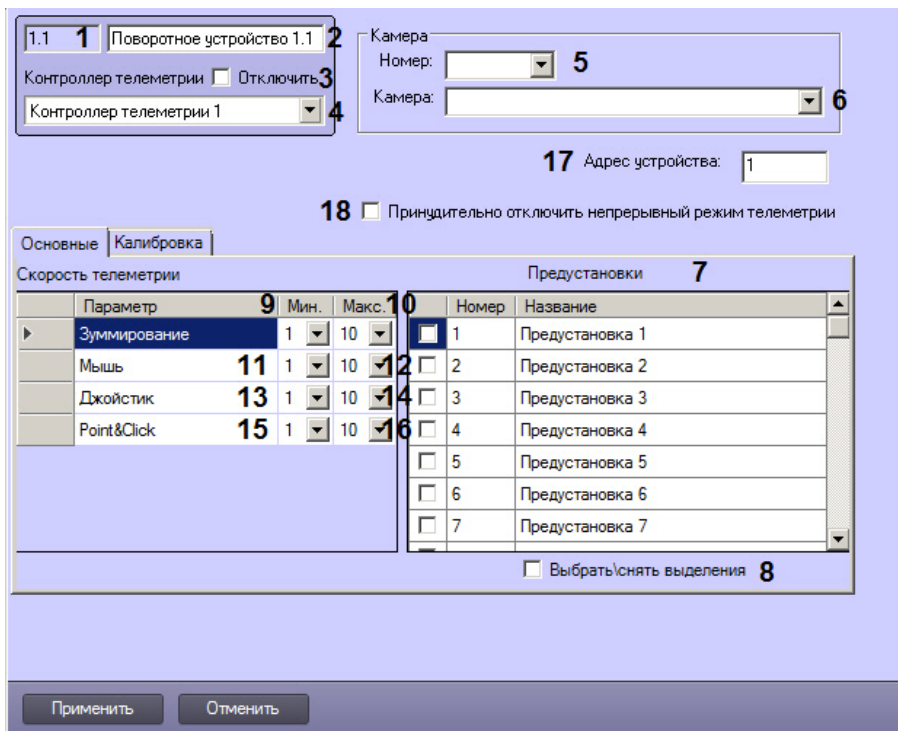 1.1 1 Поворотное устройство 1.1 2
Контроллер телеметрии Отключить 3
Контроллер телеметрии 1 4
Камера
Номер: 5
Камера: 6
17 Адрес устройства: 1
18 Принудительно отключить непрерывный режим телеметрии
Основные Калибровка
Скорость телеметрии
Параметр 9 Мин. Макс. 10
Зуммирование 1 10
Мышь 11 1 10 12
Джойстик 13 1 10 14
Point&Click 15 1 10 16
Предустановки 7
Номер Название
1 Предустановка 1
2 Предустановка 2
3 Предустановка 3
4 Предустановка 4
5 Предустановка 5
6 Предустановка 6
7 Предустановка 7
Выбрать\снять выделения 8
Применить Отменить